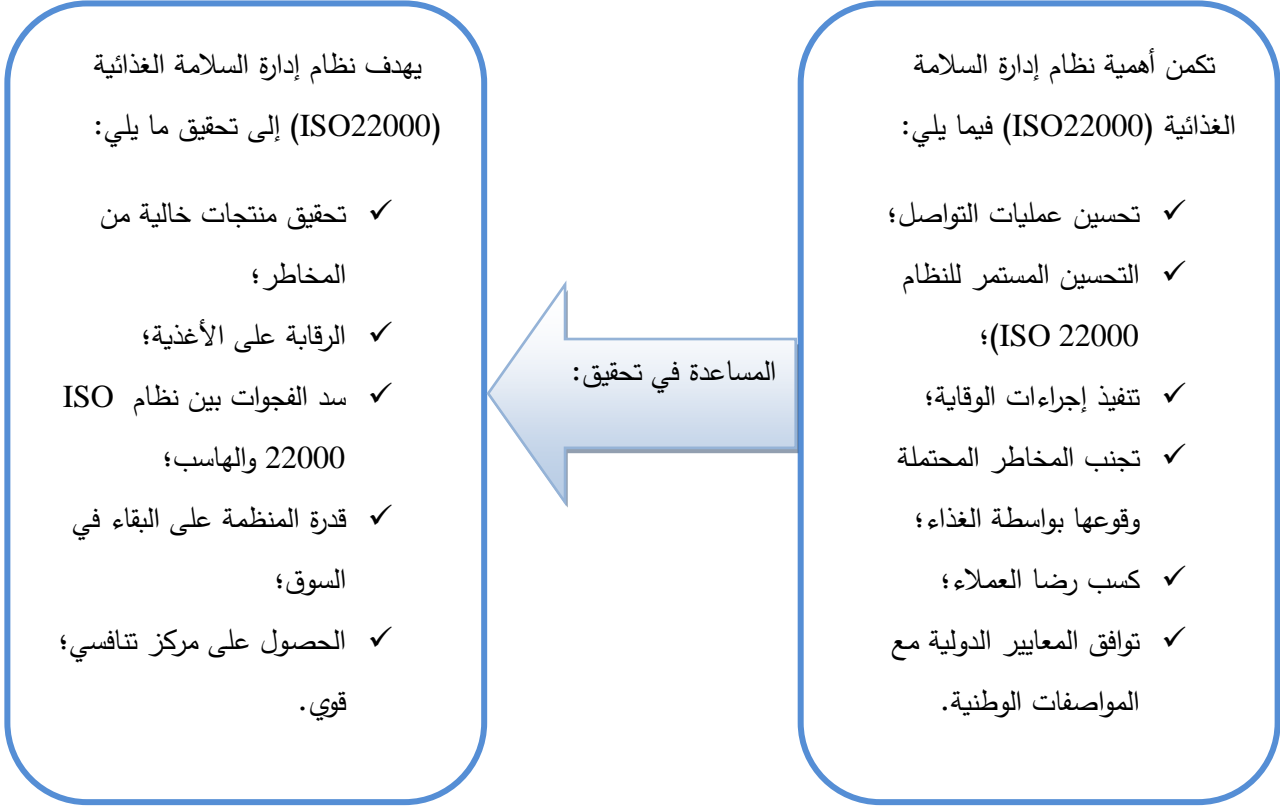 تكمن أهمية نظام إدارة السلامة
الغذائية (ISO22000) فيما يلي:
✓ تحسين عمليات التواصل؛
✓ التحسين المستمر للنظام
ISO 22000)؛
✓ تنفيذ إجراءات الوقاية؛
✓ تجنب المخاطر المحتملة
وقوعها بواسطة الغذاء؛
✓ كسب رضا العملاء؛
✓ توافق المعايير الدولية مع
المواصفات الوطنية.
المساعدة في تحقيق:
يهدف نظام إدارة السلامة الغذائية
(ISO22000) إلى تحقيق ما يلي:
✓ تحقيق منتجات خالية من
المخاطر؛
✓ الرقابة على الأغذية؛
✓ سد الفجوات بين نظام ISO
22000 والهاسب؛
✓ قدرة المنظمة على البقاء في
السوق؛
✓ الحصول على مركز تنافسي؛
قوي.